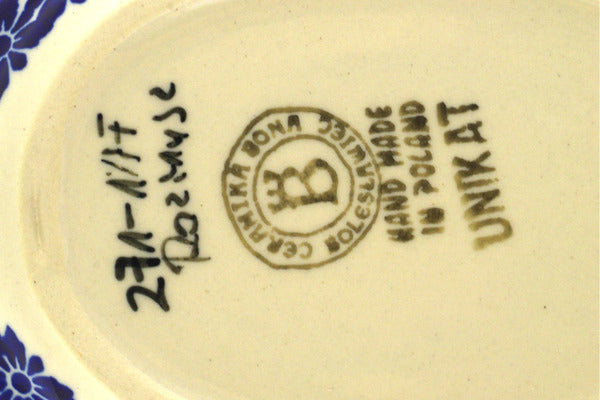 CERAMIKA BONA BOLESŁAWIEC
B
HAND MADE
IN POLAND
UNIKAT